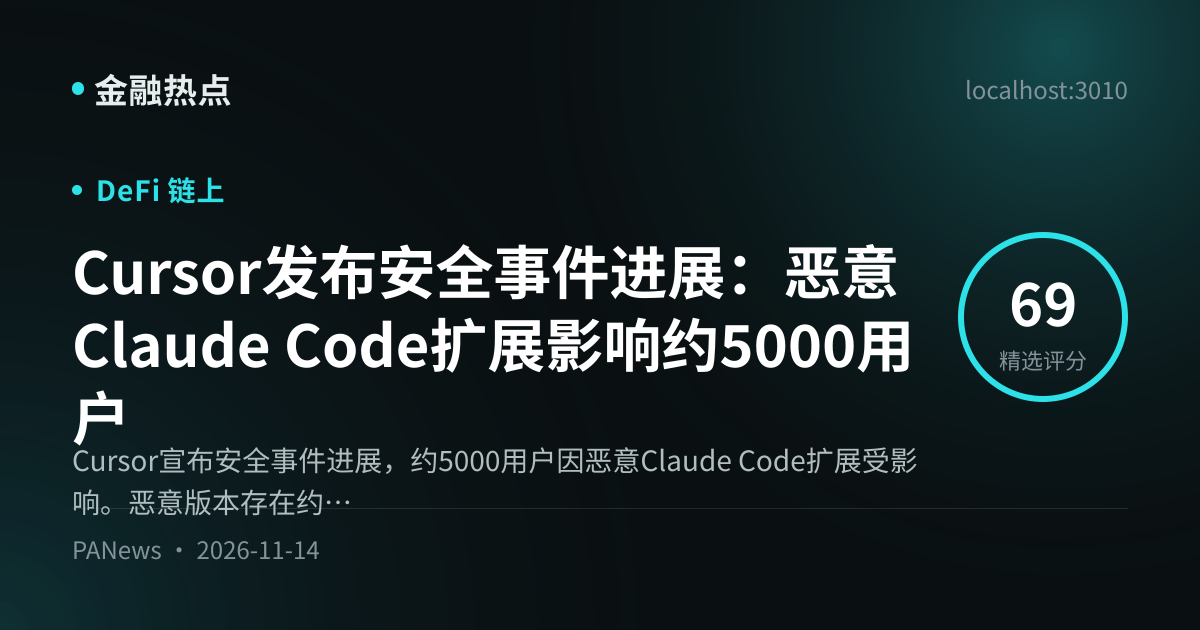 金融热点
localhost:3010
DeFi 链上
Cursor发布安全事件进展：恶意
Claude Code扩展影响约5000用
户
69
精选评分
Cursor宣布安全事件进展，约5000用户因恶意Claude Code扩展受影
响。恶意版本存在约…
PANews • 2026-11-14